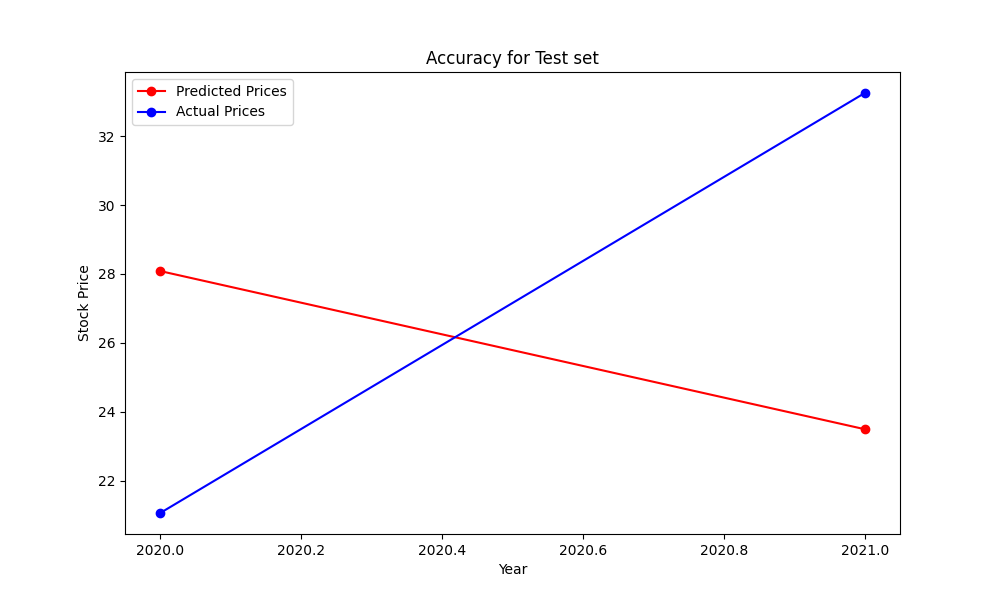 Accuracy for Test set
Predicted Prices
Actual Prices
Stock Price
32
30
28
26
24
22
2020.0
2020.2
2020.4
2020.6
2020.8
2021.0
Year